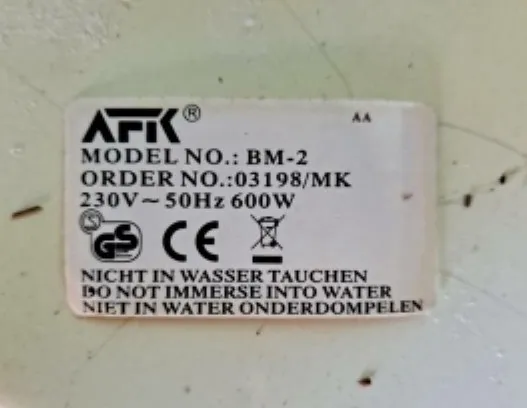 AFK®
AA
MODEL NO.: BM-2
ORDER NO.:03198/MK
230V~50Hz 600W
GS CE
NICHT IN WASSER TAUCHEN
DO NOT IMMERSE INTO WATER
NIET IN WATER ONDERDOMPELEN